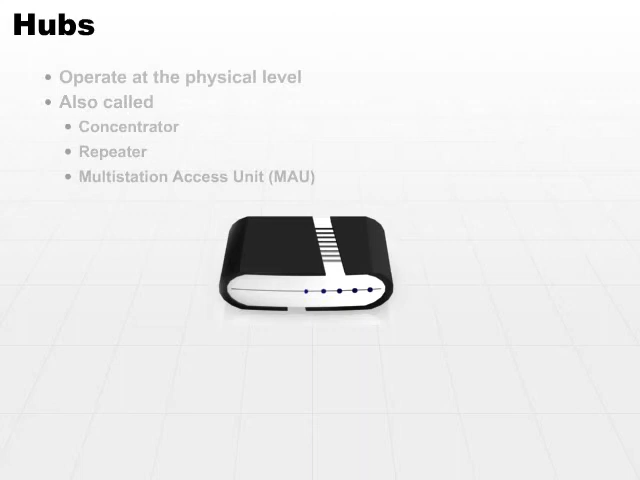 Hubs
• Operate at the physical level
• Also called
• Concentrator
• Repeater
• Multistation Access Unit (MAU)